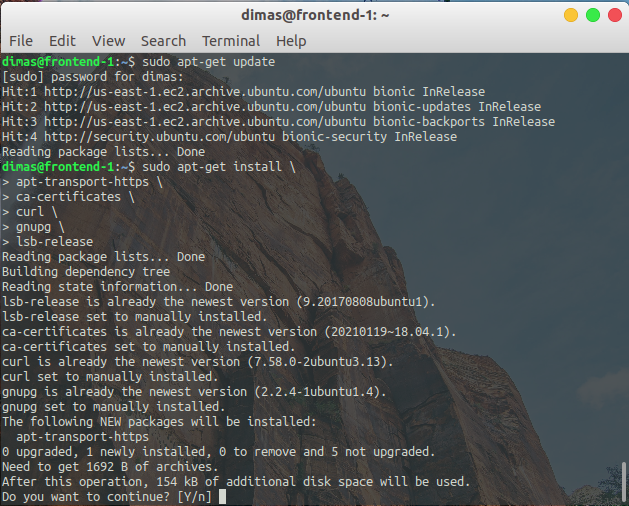 dimas@frontend-1: ~
File Edit View Search Terminal Help
dimas@frontend-1:~$ sudo apt-get update
[sudo] password for dimas:
Hit:1 http://us-east-1.ec2.archive.ubuntu.com/ubuntu bionic InRelease
Hit:2 http://us-east-1.ec2.archive.ubuntu.com/ubuntu bionic-updates InRelease
Hit:3 http://us-east-1.ec2.archive.ubuntu.com/ubuntu bionic-backports InRelease
Hit:4 http://security.ubuntu.com/ubuntu bionic-security InRelease
Reading package lists... Done
dimas@frontend-1:~$ sudo apt-get install \
> apt-transport-https \
> ca-certificates \
> curl \
> gnupg \
> lsb-release
Reading package lists... Done
Building dependency tree
Reading state information... Done
lsb-release is already the newest version (9.20170808ubuntu1).
lsb-release set to manually installed.
ca-certificates is already the newest version (20210119~18.04.1).
ca-certificates set to manually installed.
curl is already the newest version (7.58.0-2ubuntu3.13).
curl set to manually installed.
gnupg is already the newest version (2.2.4-1ubuntu1.4).
gnupg set to manually installed.
The following NEW packages will be installed:
  apt-transport-https
0 upgraded, 1 newly installed, 0 to remove and 5 not upgraded.
Need to get 1692 B of archives.
After this operation, 154 kB of additional disk space will be used.
Do you want to continue? [Y/n]